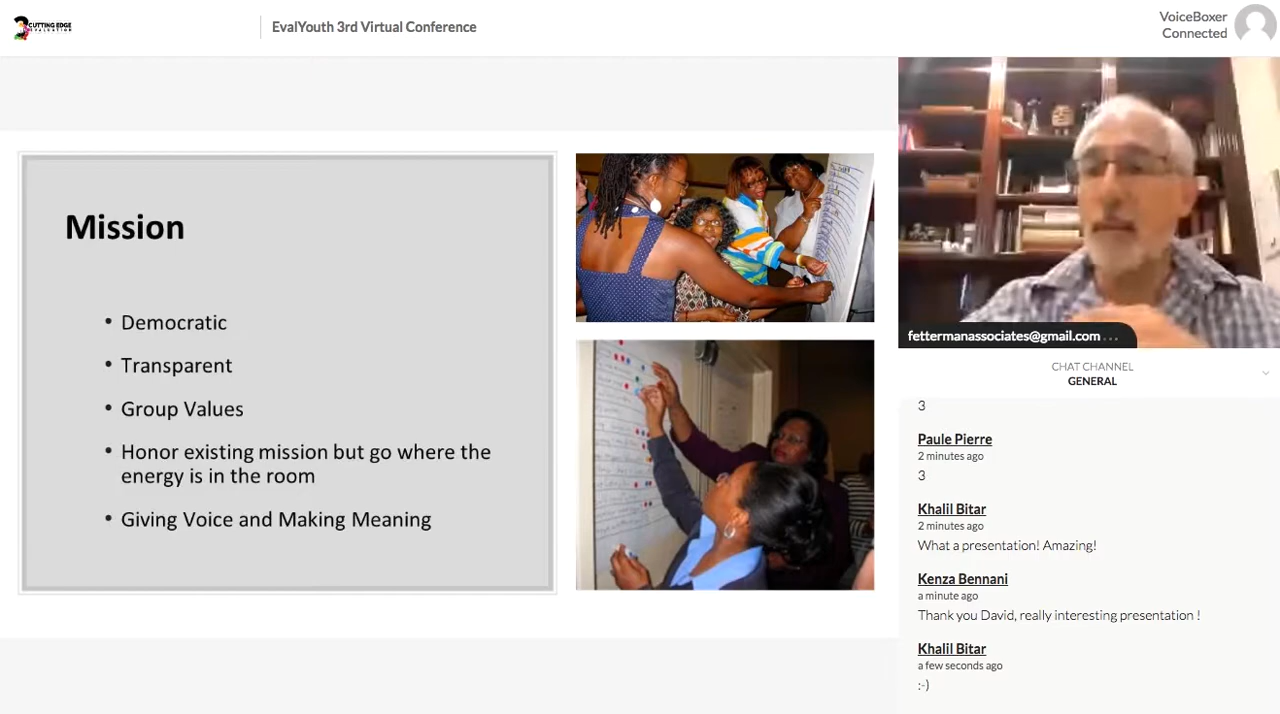 CUTTING EDGE
EvalYouth 3rd Virtual Conference
VoiceBoxer
Connected
Mission
• Democratic
• Transparent
• Group Values
• Honor existing mission but go where the
energy is in the room
• Giving Voice and Making Meaning
fettermanassociates@gmail.com ...
CHAT CHANNEL
GENERAL
3
Paule Pierre
2 minutes ago
3
Khalil Bitar
2 minutes ago
What a presentation! Amazing!
Kenza Bennani
a minute ago
Thank you David, really interesting presentation !
Khalil Bitar
a few seconds ago
:-)